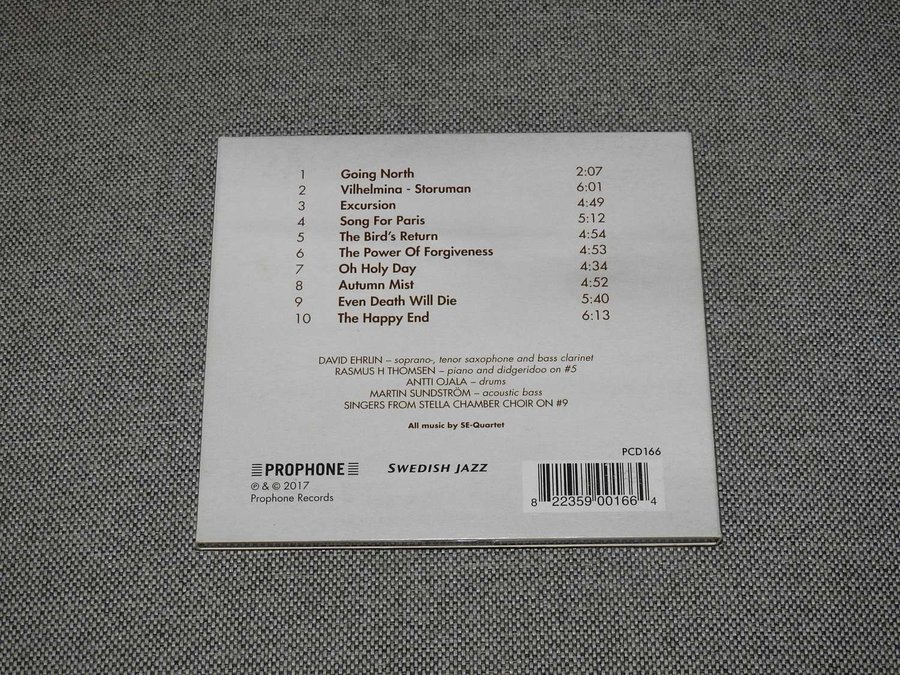 1 Going North 2:07
2 Vilhelmina - Storuman 6:01
3 Excursion 4:49
4 Song For Paris 5:12
5 The Bird's Return 4:54
6 The Power Of Forgiveness 4:53
7 Oh Holy Day 4:34
8 Autumn Mist 4:52
9 Even Death Will Die 5:40
10 The Happy End 6:13
DAVID EHRLIN – soprano-, tenor saxophone and bass clarinet
RASMUS H THOMSEN – piano and didgeridoo on #5
ANTTI OJALA – drums
MARTIN SUNDSTRÖM – acoustic bass
SINGERS FROM STELLA CHAMBER CHOIR ON #9
All music by SE-Quartet
PCD166
PROPHONE SWEDISH JAZZ
℗ & © 2017
Prophone Records
8 22359 00166 4